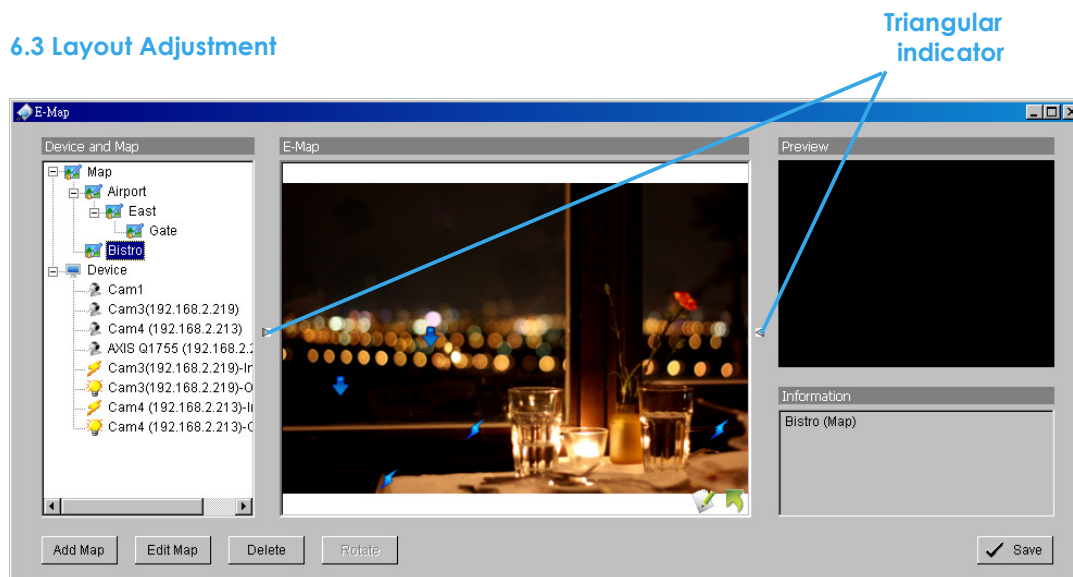 Triangular
indicator
6.3 Layout Adjustment
E-Map
Device and Map
Map
Airport
East
Gate
Bistro
Device
Cam1
Cam3(192.168.2.219)
Cam4 (192.168.2.213)
AXIS Q1755 (192.168.2.2
Cam3(192.168.2.219)-Ir
Cam3(192.168.2.219)-O
Cam4 (192.168.2.213)-Ii
Cam4 (192.168.2.213)-C
E-Map
Preview
Information
Bistro (Map)
Add Map
Edit Map
Delete
Rotate
Save